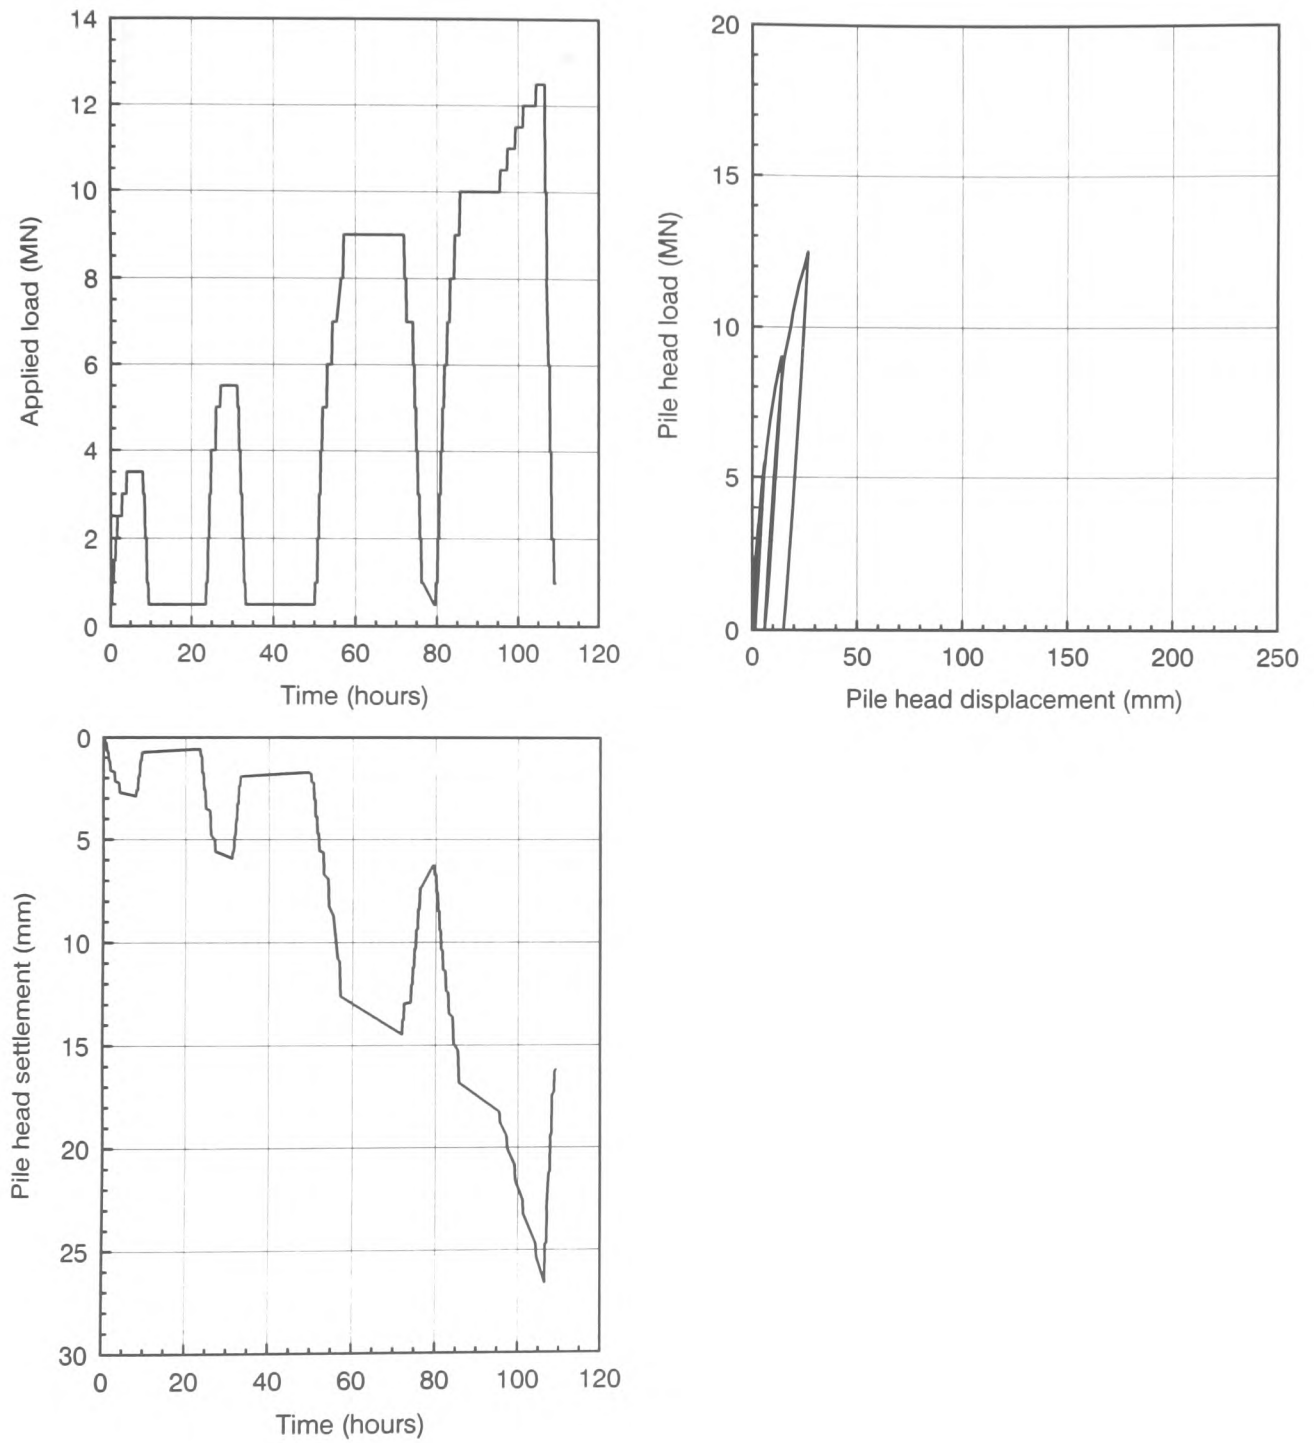 14
12
10
8
6
4
2
0
Applied load (MN)
0 20 40 60 80 100 120
Time (hours)
20
15
10
5
0
Pile head load (MN)
0 50 100 150 200 250
Pile head displacement (mm)
0
5
10
15
20
25
30
Pile head settlement (mm)
0 20 40 60 80 100 120
Time (hours)